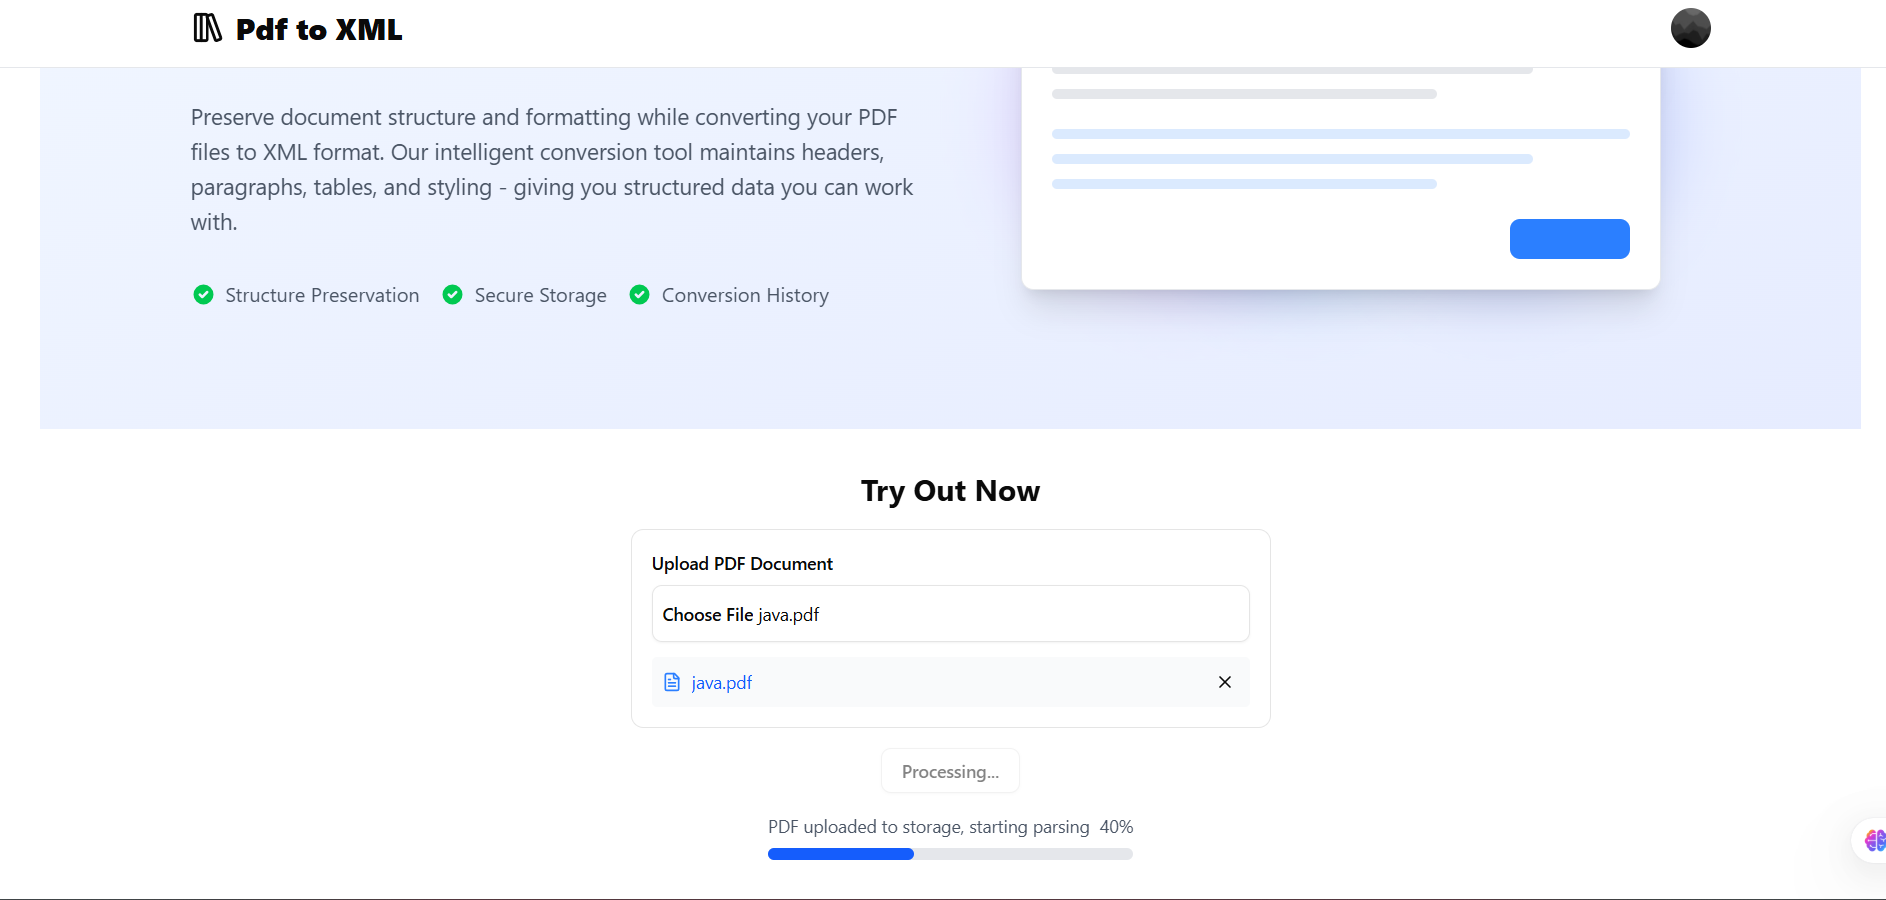 Pdf to XML
Preserve document structure and formatting while converting your PDF
files to XML format. Our intelligent conversion tool maintains headers,
paragraphs, tables, and styling - giving you structured data you can work
with.
Structure Preservation Secure Storage Conversion History
Try Out Now
Upload PDF Document
Choose File java.pdf
java.pdf
Processing...
PDF uploaded to storage, starting parsing 40%